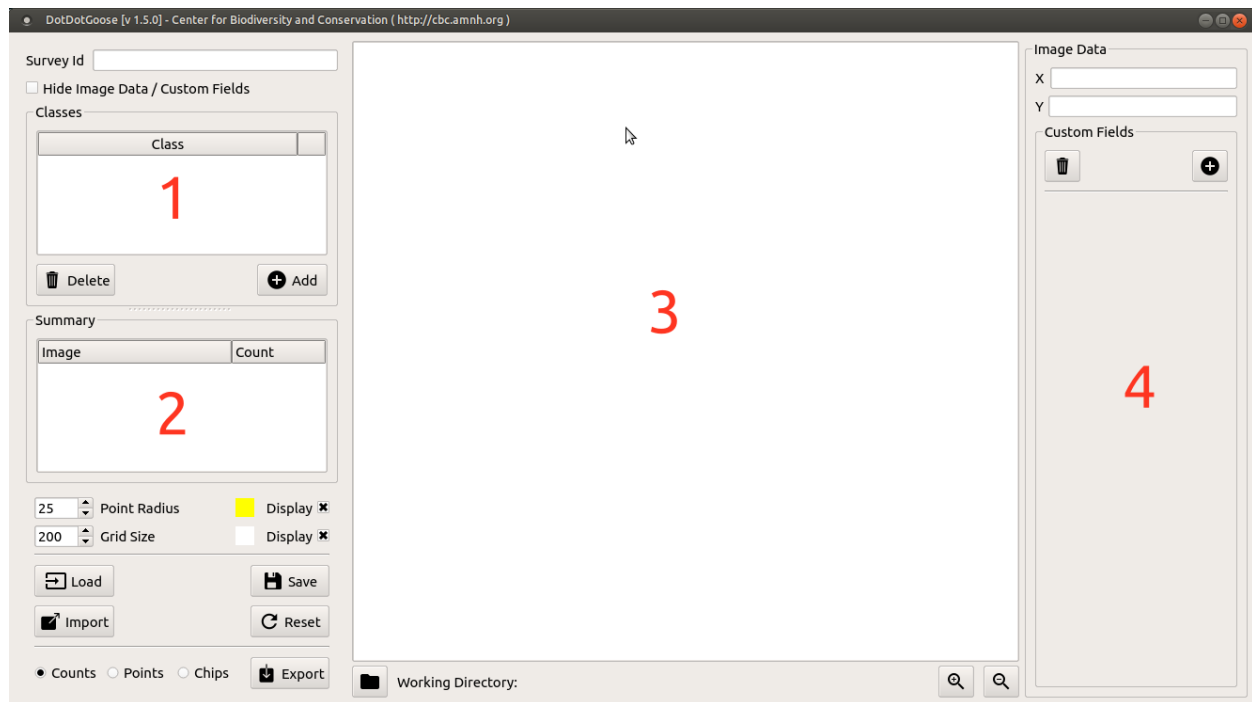 DotDotGoose [v 1.5.0] - Center for Biodiversity and Conservation ( http://cbc.amnh.org )
Survey Id
Hide Image Data / Custom Fields
Classes
Class
1
Delete
Add
Summary
Image Count
2
25 Point Radius Display
200 Grid Size Display
Load
Save
Import
Reset
Counts Points Chips Export
3
Working Directory:
Image Data
X
Y
Custom Fields
4